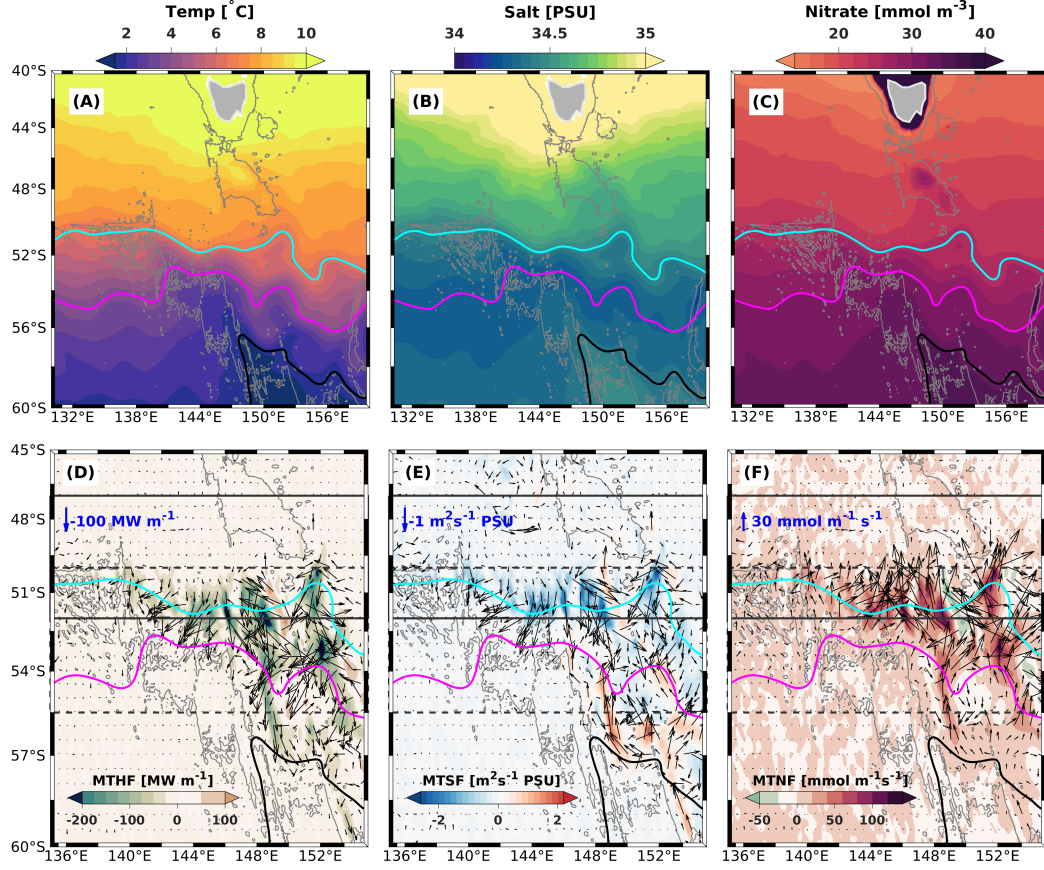 Temp [°C]
Salt [PSU]
Nitrate [mmol m-3]
2 4 6 8 10
34 34.5 35
20 30 40
40°S
44°S
48°S
52°S
56°S
60°S
(A)
(B)
(C)
132°E 138°E 144°E 150°E 156°E
132°E 138°E 144°E 150°E 156°E
132°E 138°E 144°E 150°E 156°E
45°S
48°S
51°S
54°S
57°S
60°S
(D)
-100 MW m-1
MTHF [MW m-1]
-200 -100 0 100
(E)
-1 m2s-1 PSU
MTSF [m2s-1 PSU]
-2 0 2
(F)
30 mmol m-1 s-1
MTNF [mmol m-1s-1]
-50 0 50 100
136°E 140°E 144°E 148°E 152°E
136°E 140°E 144°E 148°E 152°E
136°E 140°E 144°E 148°E 152°E